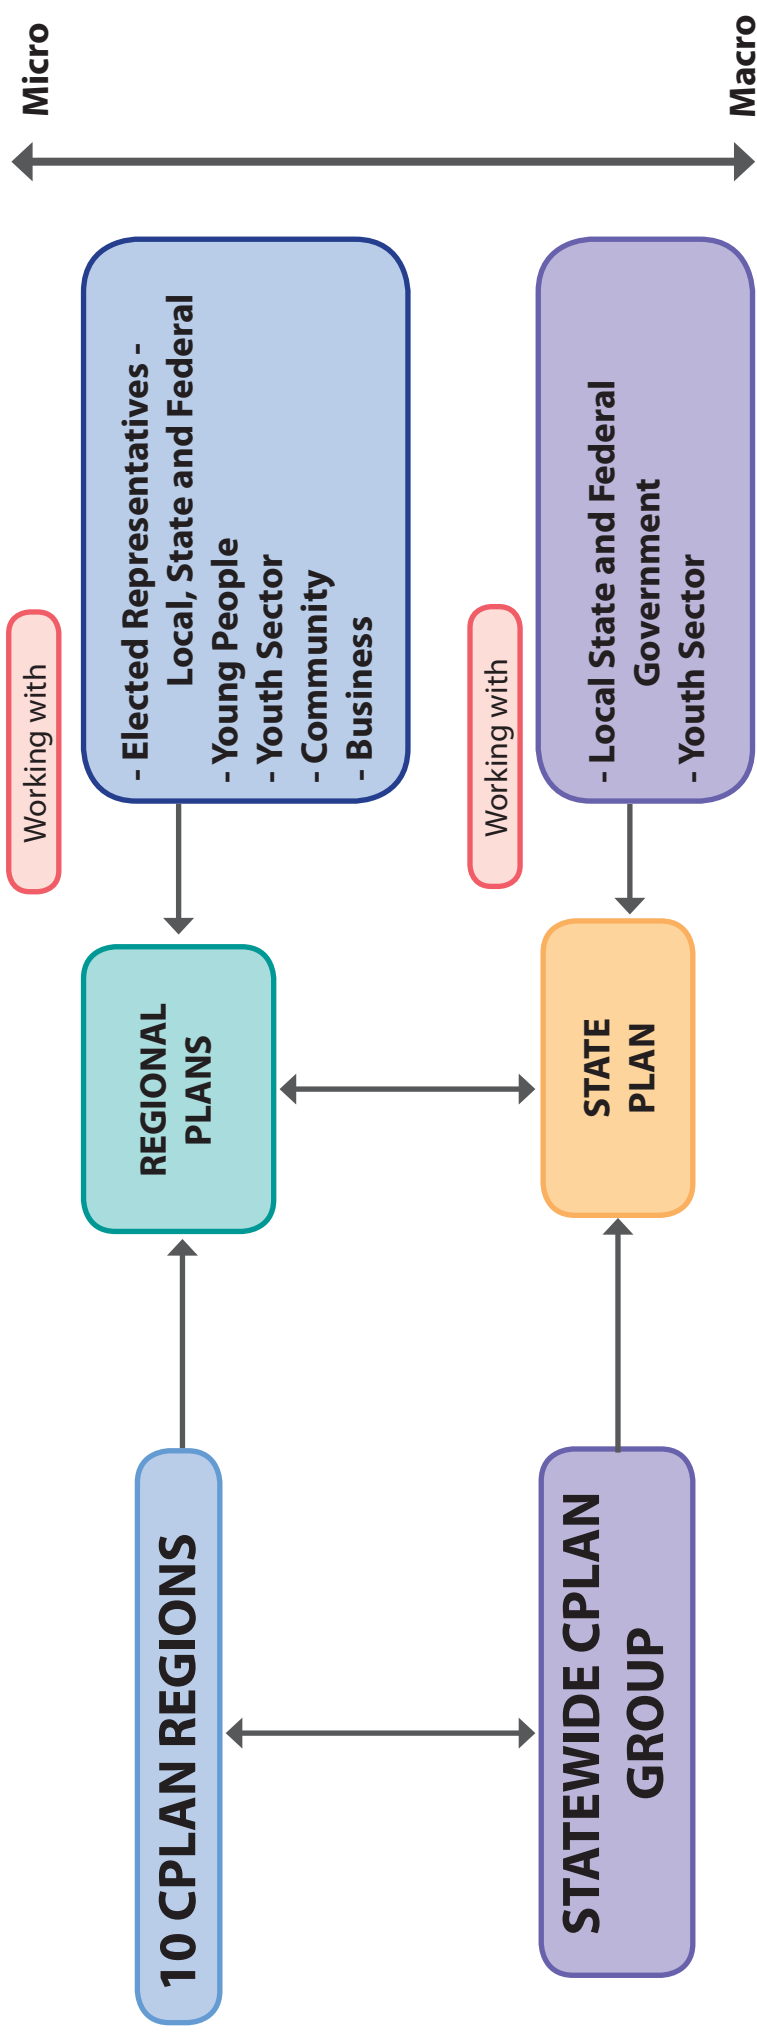 10 CPLAN REGIONS
REGIONAL
PLANS
Working with
- Elected Representatives -
Local, State and Federal
- Young People
- Youth Sector
- Community
- Business
Micro
STATEWIDE CPLAN
GROUP
STATE
PLAN
Working with
- Local State and Federal
Government
- Youth Sector
Macro